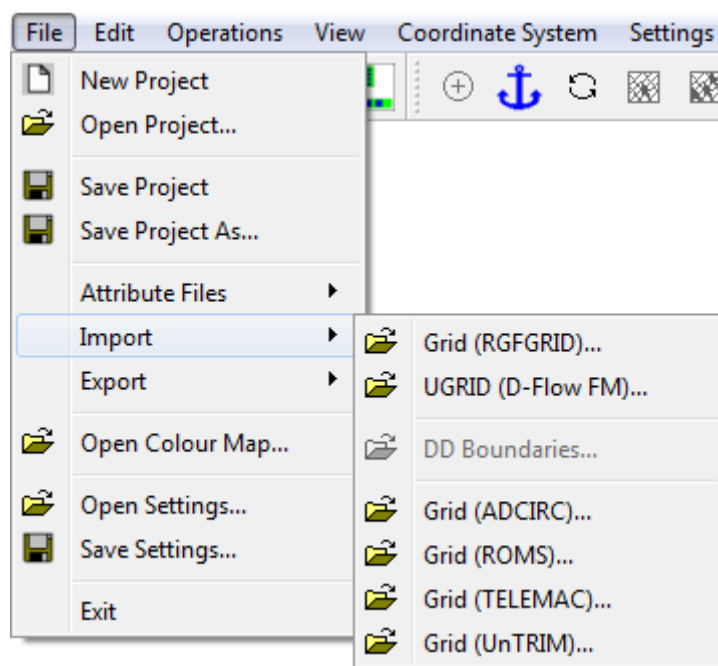 File Edit Operations View Coordinate System Settings
New Project
Open Project...
Save Project
Save Project As...
Attribute Files
Import
Export
Open Colour Map...
Open Settings...
Save Settings...
Exit
Grid (RGFGRID)...
UGRID (D-Flow FM)...
DD Boundaries...
Grid (ADCIRC)...
Grid (ROMS)...
Grid (TELEMAC)...
Grid (UnTRIM)...